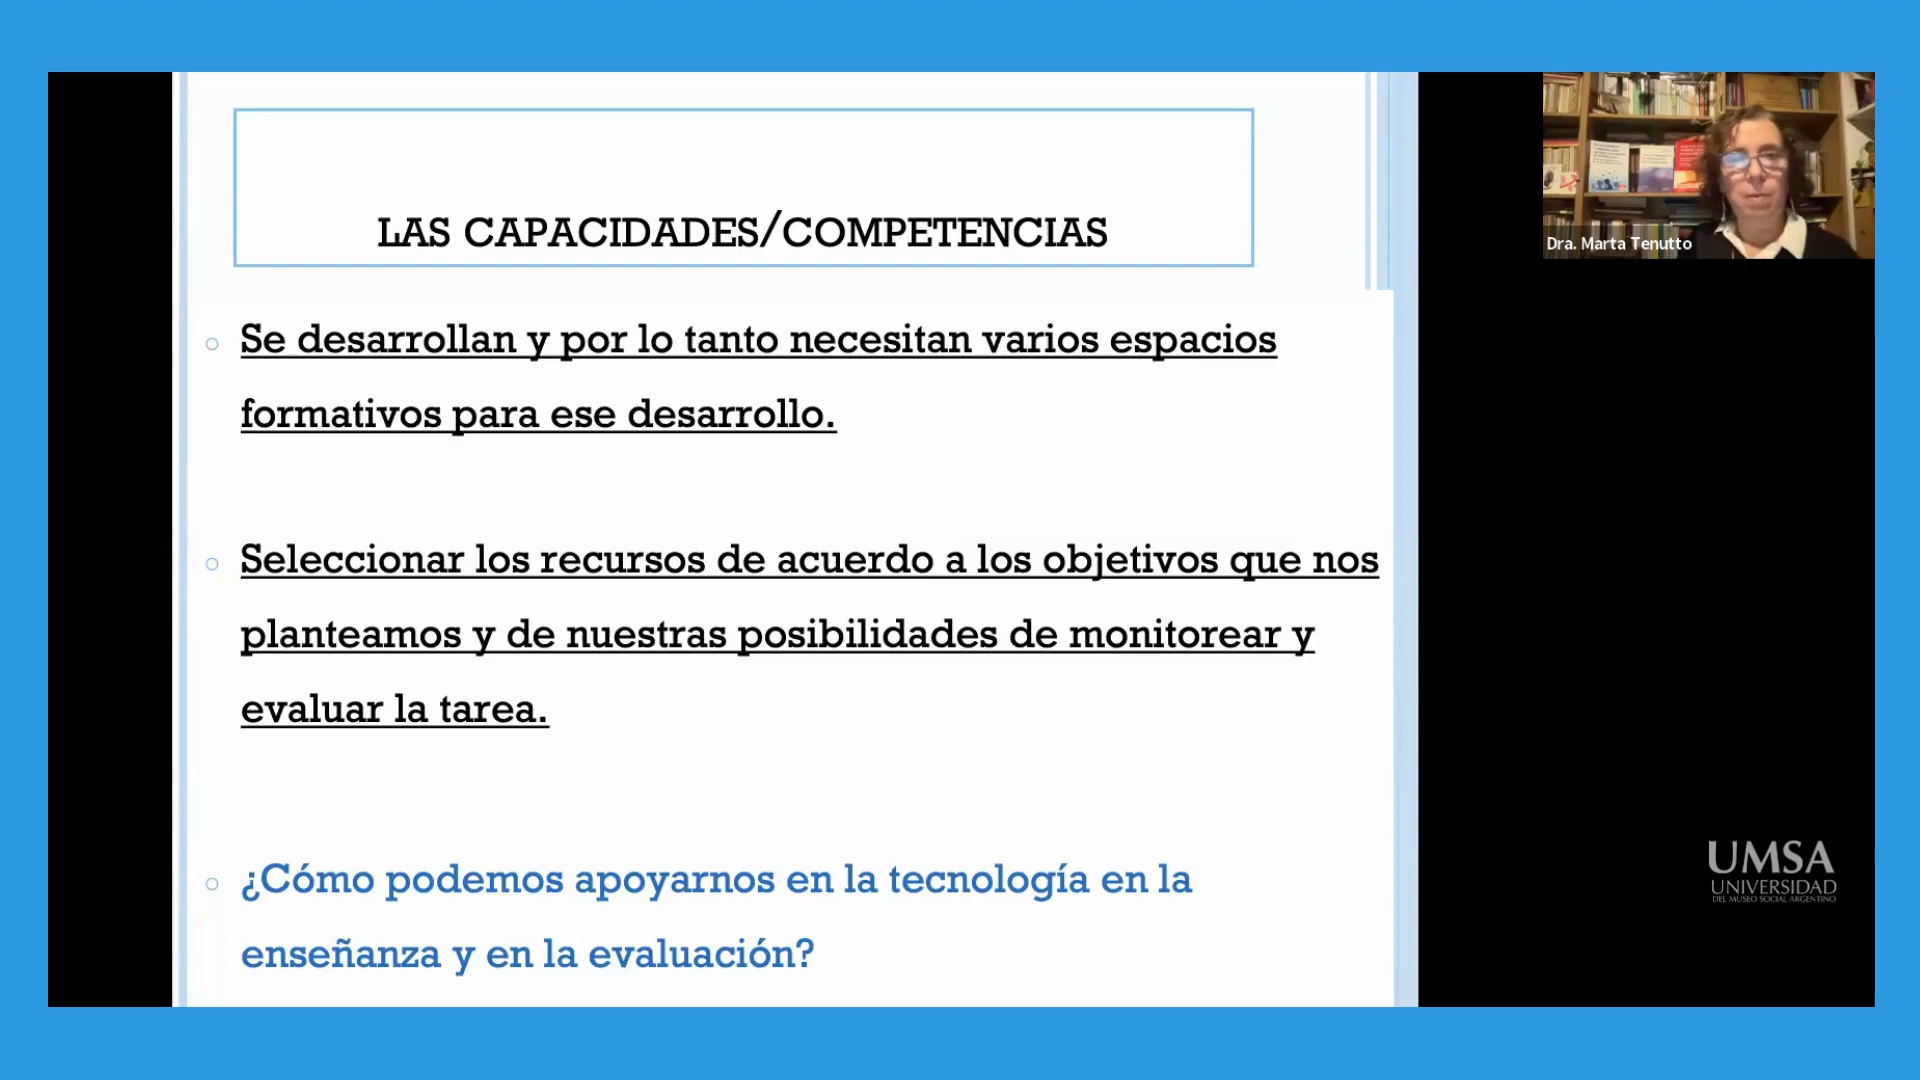 LAS CAPACIDADES/COMPETENCIAS
Se desarrollan y por lo tanto necesitan varios espacios
formativos para ese desarrollo.
Seleccionar los recursos de acuerdo a los objetivos que nos
planteamos y de nuestras posibilidades de monitorear y
evaluar la tarea.
¿Cómo podemos apoyarnos en la tecnología en la
enseñanza y en la evaluación?
Dra. Marta Tenutto
UMSA
UNIVERSIDAD
DEL MUSEO SOCIAL ARGENTINO